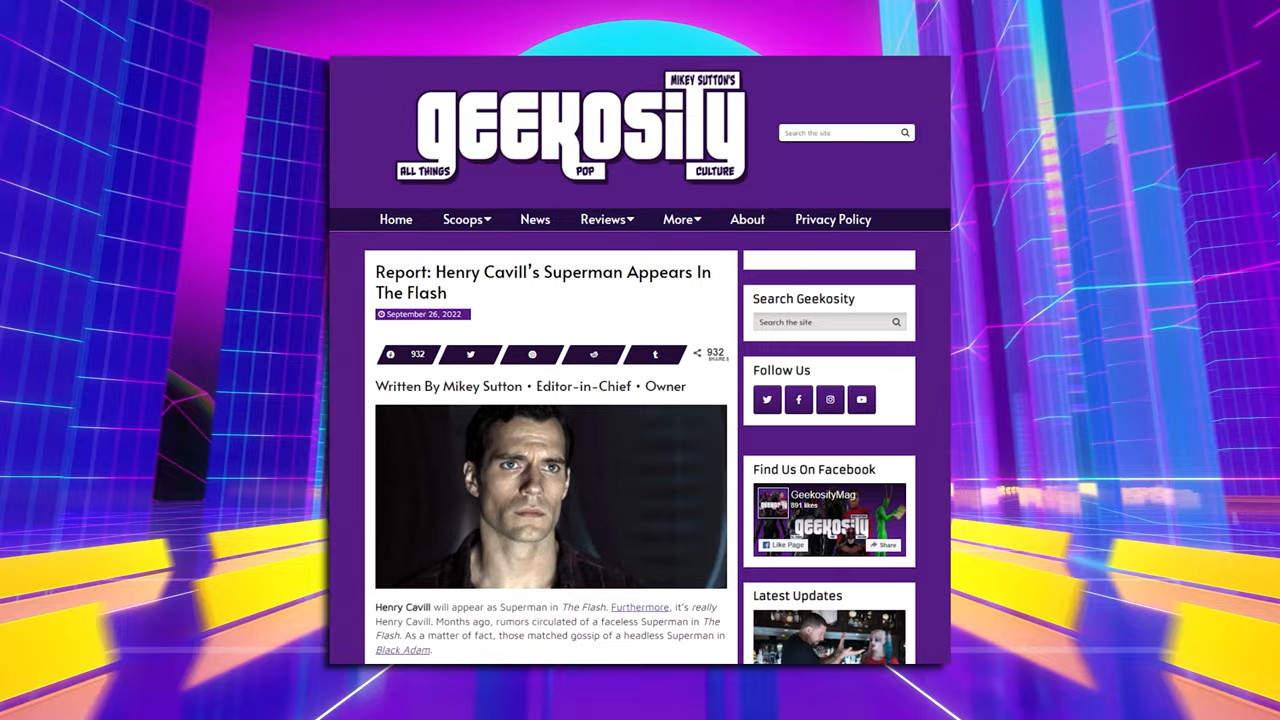 MIKEY SUTTON'S
geekosity
ALL THINGS
POP
CULTURE
Search the site
Home
Scoops
News
Reviews
More
About
Privacy Policy
Report: Henry Cavill's Superman Appears In
The Flash
September 26, 2022
932
932
SHARES
Written By Mikey Sutton • Editor-in-Chief • Owner
Henry Cavill will appear as Superman in The Flash. Furthermore, it's really
Henry Cavill. Months ago, rumors circulated of a faceless Superman in The
Flash. As a matter of fact, those matched gossip of a headless Superman in
Black Adam.
Search Geekosity
Search the site
Follow Us
Find Us On Facebook
GeekosityMag
891 likes
geekosity
Like Page
Share
Latest Updates